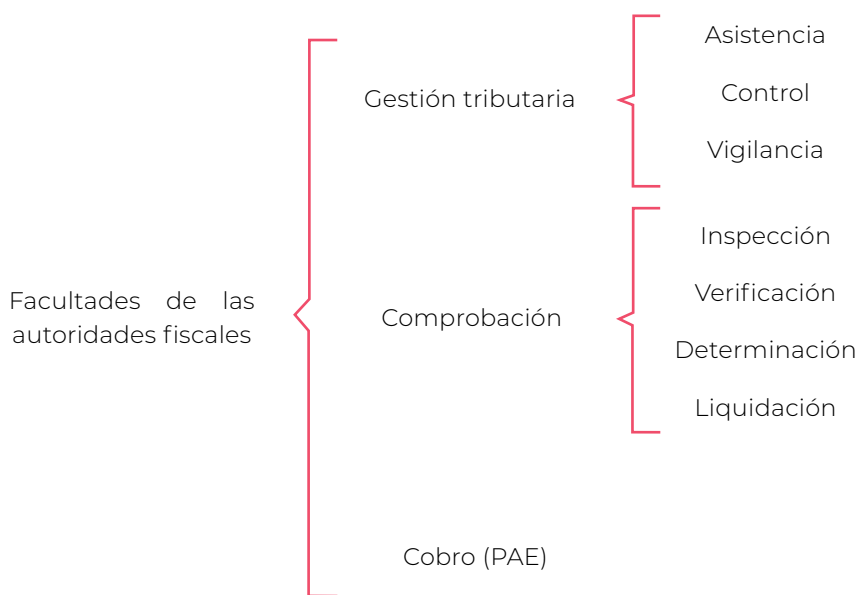 Facultades de las
autoridades fiscales
Gestión tributaria
Asistencia
Control
Vigilancia
Comprobación
Inspección
Verificación
Determinación
Liquidación
Cobro (PAE)